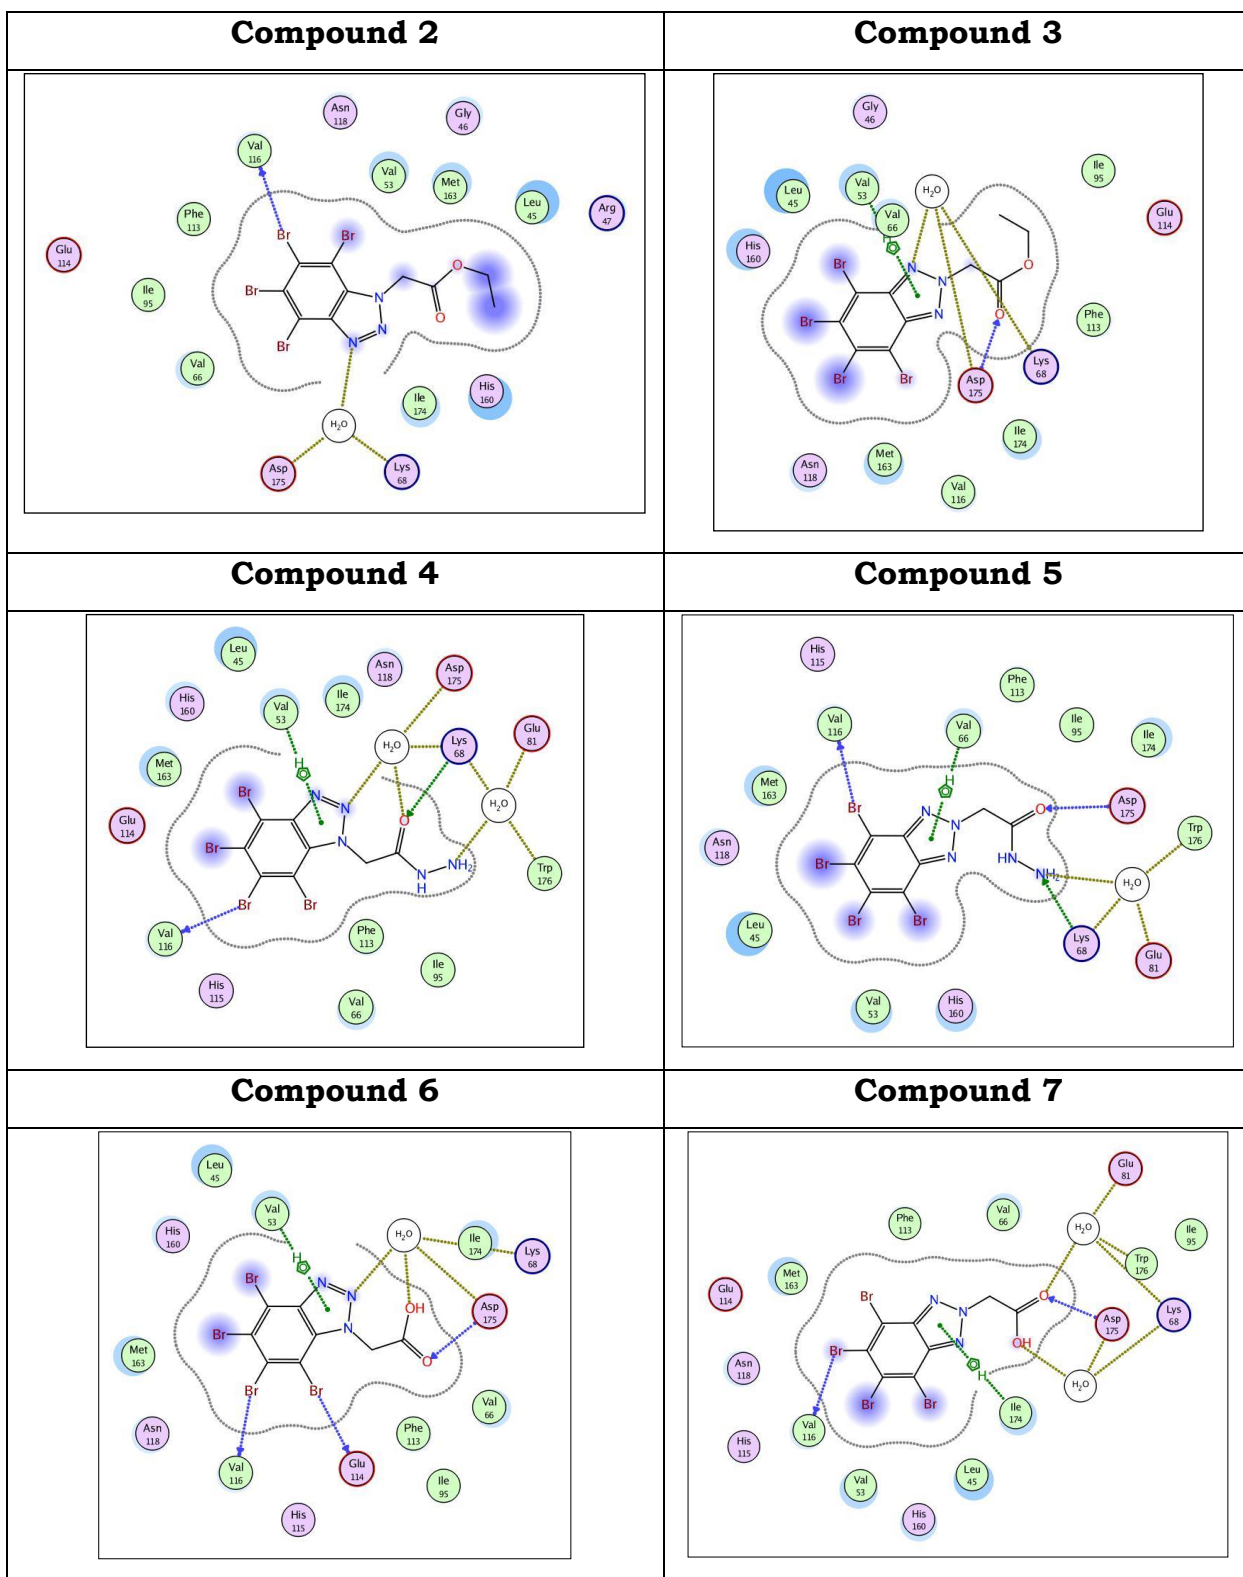 Compound 2
Compound 3
Asn
118
Gly
46
Val
116
Val
53
Met
163
Leu
45
Arg
47
Phe
113
Glu
114
Br
Br
Br
Br
N
N
N
O
O
Ile
95
Val
66
Ile
174
His
160
H₂O
Asp
175
Lys
68
Gly
46
Ile
95
Leu
45
Val
53
H₂O
Val
66
H
Glu
114
His
160
Br
Br
Br
Br
N
N
N
O
O
Phe
113
Asp
175
Lys
68
Ile
174
Met
163
Asn
118
Val
116
Compound 4
Compound 5
Leu
45
Asn
118
Asp
175
His
160
Val
53
Ile
174
H₂O
Lys
68
Glu
81
Met
163
H
Br
Br
Br
Br
N
N
N
O
N
H
NH₂
H₂O
Glu
114
Trp
176
Val
116
Phe
113
Ile
95
His
115
Val
66
His
115
Phe
113
Val
116
Val
66
Ile
95
Ile
174
Met
163
H
Br
Br
Br
Br
N
N
N
O
HN
NH₂
Asp
175
Trp
176
Asn
118
H₂O
Leu
45
Lys
68
Glu
81
Val
53
His
160
Compound 6
Compound 7
Leu
45
Val
53
His
160
H₂O
Ile
174
Lys
68
H
Br
Br
Br
Br
N
N
N
OH
O
Asp
175
Met
163
Val
66
Asn
118
Val
116
Phe
113
Glu
114
Ile
95
His
115
Glu
81
Phe
113
Val
66
H₂O
Ile
95
Trp
176
Met
163
Glu
114
Br
Br
Br
Br
N
N
N
O
OH
Asp
175
Lys
68
Asn
118
H
H₂O
Val
116
Ile
174
His
115
Val
53
Leu
45
His
160